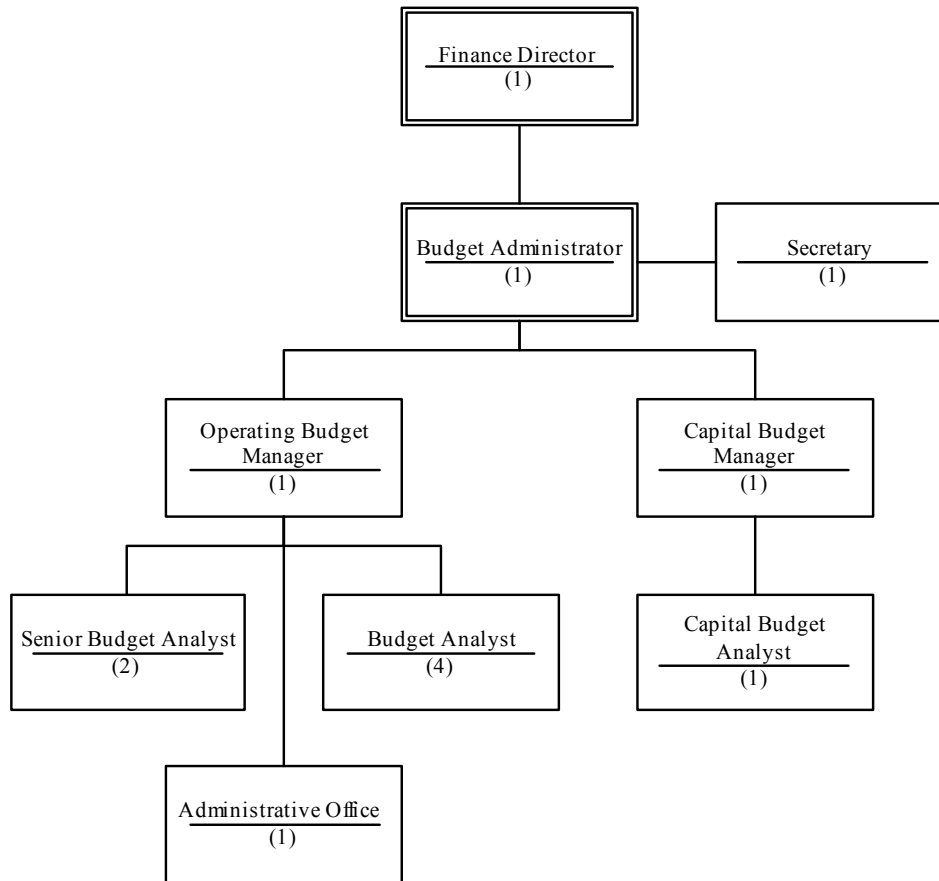 Finance Director
(1)
Budget Administrator
(1)
Secretary
(1)
Operating Budget
Manager
(1)
Capital Budget
Manager
(1)
Senior Budget Analyst
(2)
Budget Analyst
(4)
Capital Budget
Analyst
(1)
Administrative Office
(1)